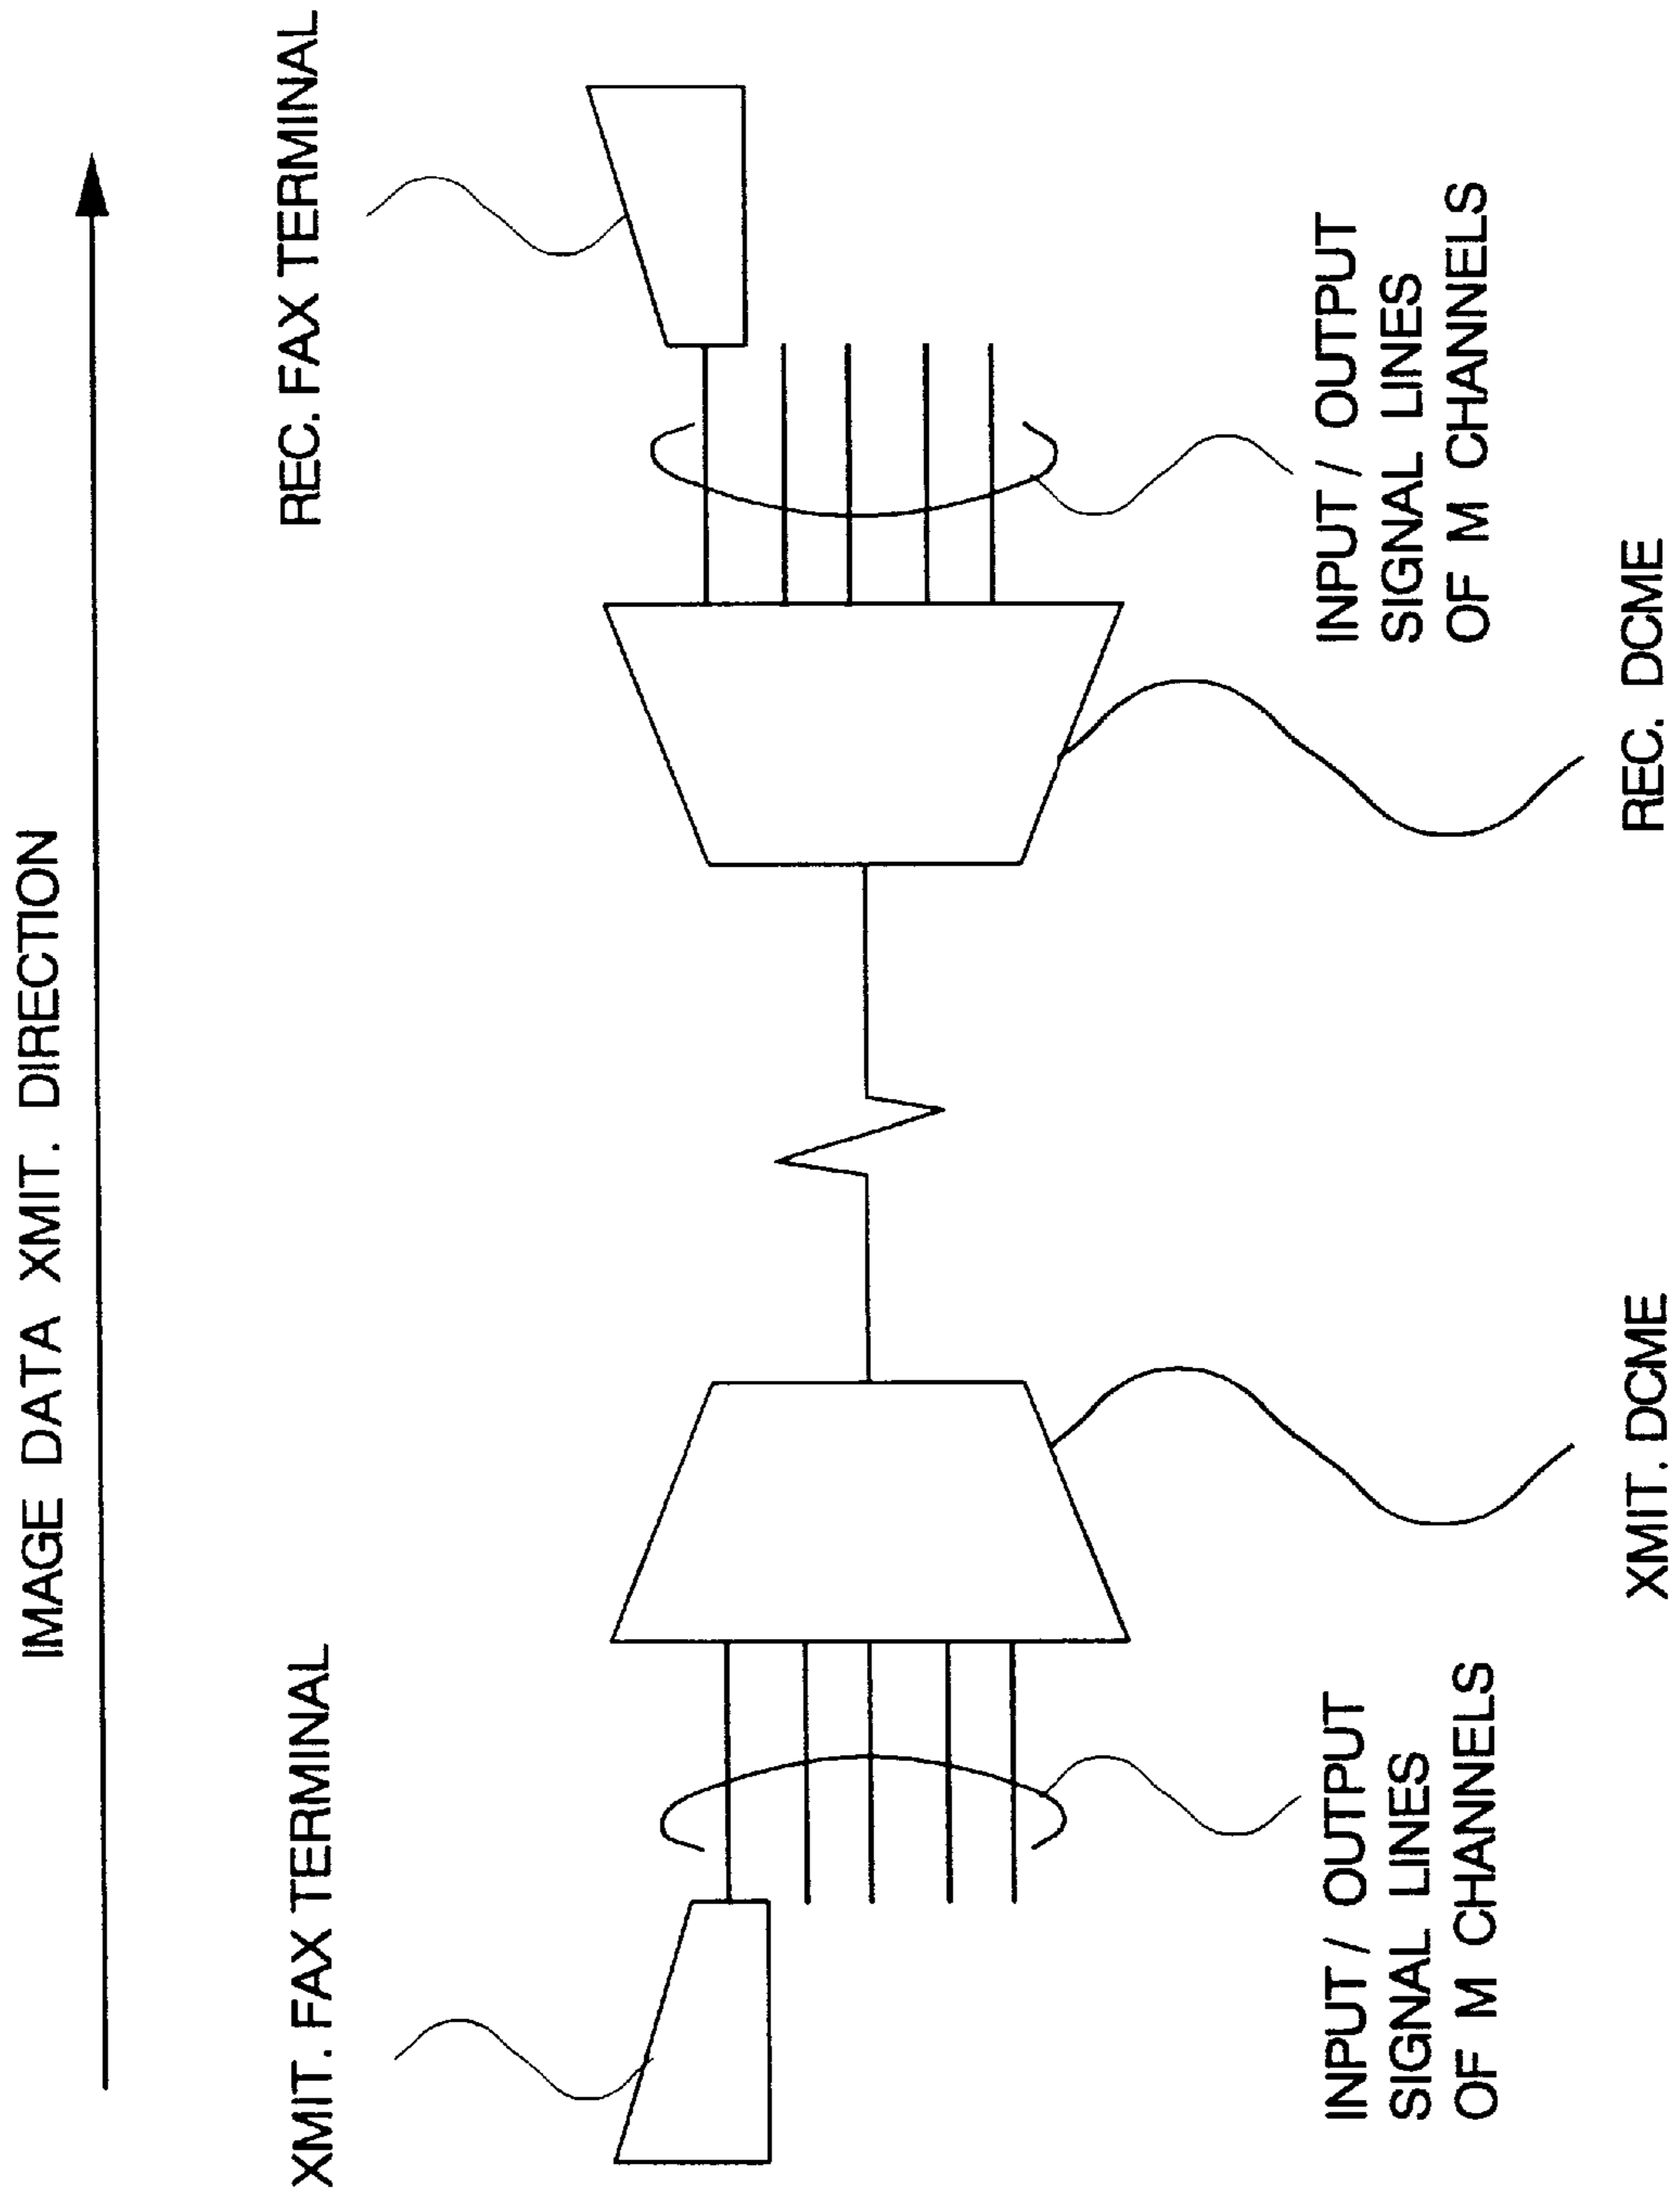 IMAGE DATA XMIT. DIRECTION
XMIT. FAX TERMINAL
REC. FAX TERMINAL
INPUT / OUTPUT
SIGNAL LINES
OF M CHANNELS
INPUT / OUTPUT
SIGNAL LINES
OF M CHANNELS
XMIT. DCME
REC. DCME